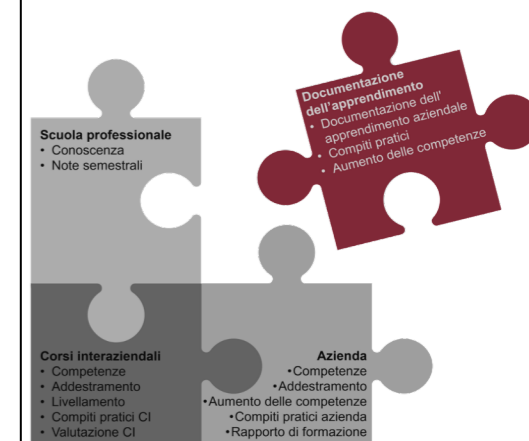 Documentazione
dell'apprendimento
• Documentazione dell'
apprendimento aziendale
• Compiti pratici
• Aumento delle competenze
Scuola professionale
• Conoscenza
• Note semestrali
Corsi interaziendali
• Competenze
• Addestramento
• Livellamento
• Compiti pratici CI
• Valutazione CI
Azienda
•Competenze
•Addestramento
•Aumento delle competenze
•Compiti pratici azienda
•Rapporto di formazione